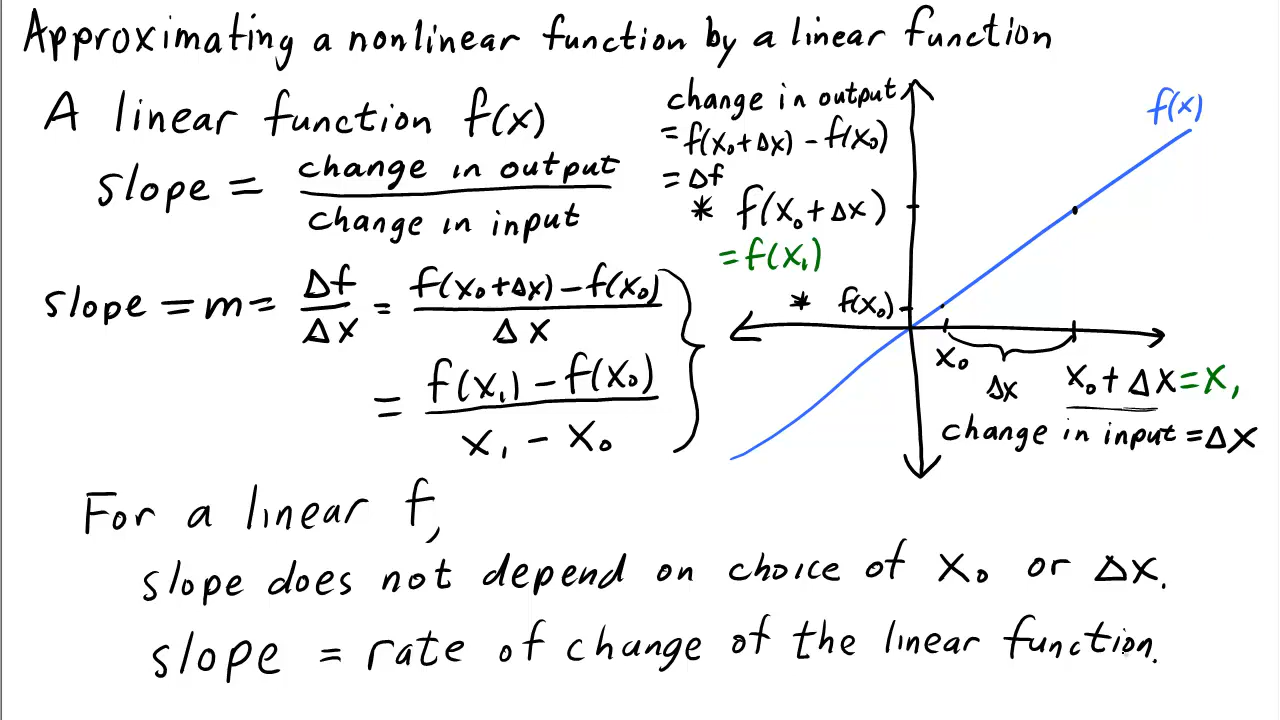 Approximating a nonlinear function by a linear function
A linear function f(x)
slope = change in output / change in input
slope = m = Δf/Δx = (f(x₀+Δx) – f(x₀))/Δx
= (f(x₁) – f(x₀))/(x₁ – x₀)
change in output
= f(x₀+Δx) – f(x₀)
= Δf
* f(x₀+Δx)
= f(x₁)
* f(x₀)
f(x)
x₀
Δx
x₀ + Δx = x₁
change in input = Δx
For a linear f,
slope does not depend on choice of x₀ or Δx.
slope = rate of change of the linear function.